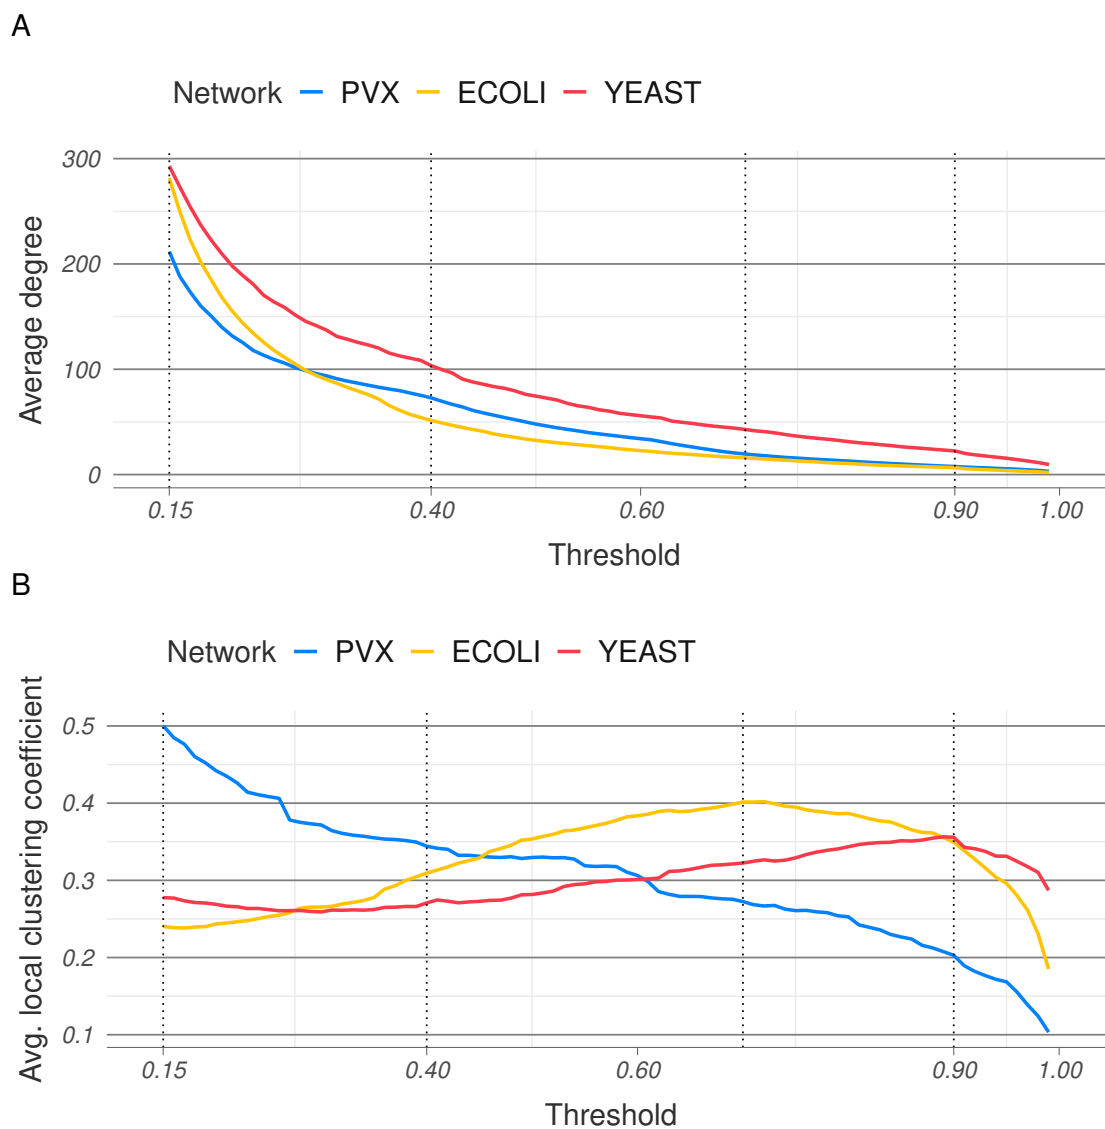 A
Network PVX ECOLI YEAST
Average degree
300
200
100
0
0.15 0.40 0.60 0.90 1.00
Threshold
B
Network PVX ECOLI YEAST
Avg. local clustering coefficient
0.5
0.4
0.3
0.2
0.1
0.15 0.40 0.60 0.90 1.00
Threshold